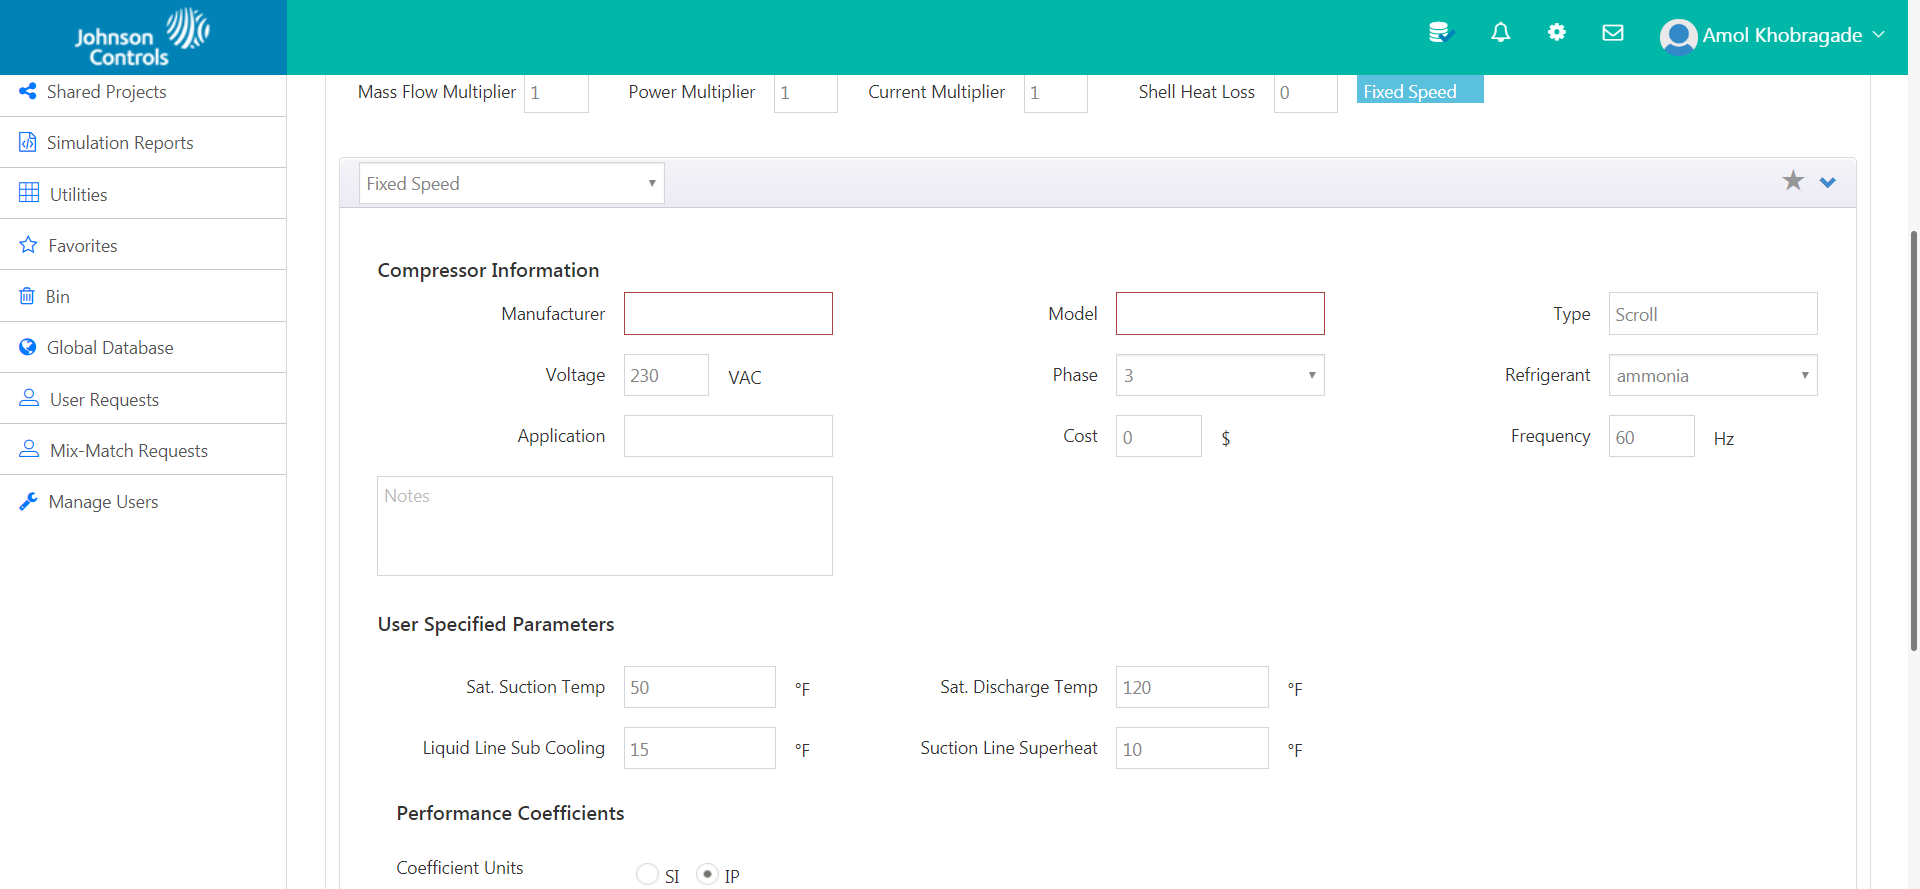 Johnson
Controls
Amol Khobragade
Shared Projects
Simulation Reports
Utilities
Favorites
Bin
Global Database
User Requests
Mix-Match Requests
Manage Users
Mass Flow Multiplier 1 Power Multiplier 1 Current Multiplier 1 Shell Heat Loss 0 Fixed Speed
Fixed Speed
Compressor Information
Manufacturer Model Type Scroll
Voltage 230 VAC Phase 3 Refrigerant ammonia
Application Cost 0 $ Frequency 60 Hz
Notes
User Specified Parameters
Sat. Suction Temp 50 °F Sat. Discharge Temp 120 °F
Liquid Line Sub Cooling 15 °F Suction Line Superheat 10 °F
Performance Coefficients
Coefficient Units SI IP